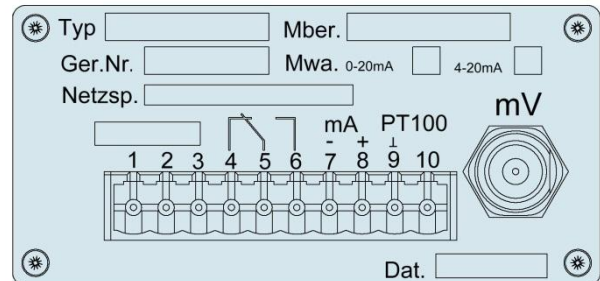 Typ Mber.
Ger.Nr. Mwa. 0-20mA 4-20mA
Netzsp.
mV
mA PT100
- + ⊥
1 2 3 4 5 6 7 8 9 10
Dat.